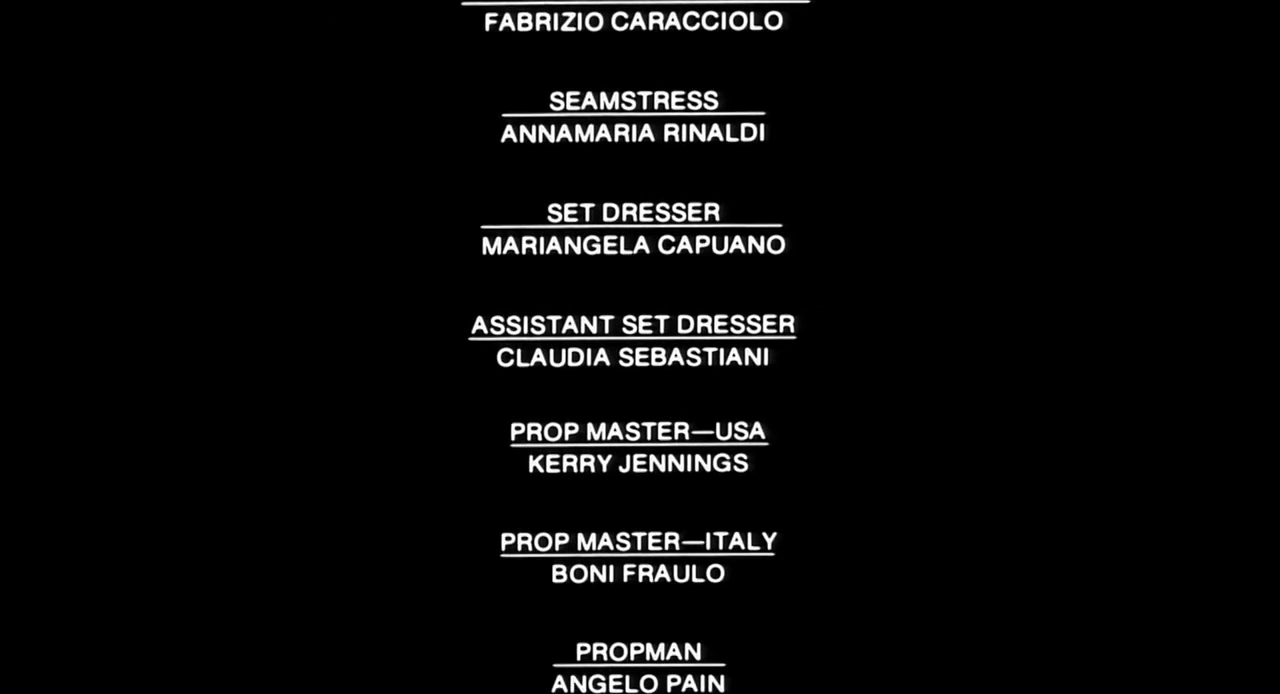 FABRIZIO CARACCIOLO
SEAMSTRESS
ANNAMARIA RINALDI
SET DRESSER
MARIANGELA CAPUANO
ASSISTANT SET DRESSER
CLAUDIA SEBASTIANI
PROP MASTER—USA
KERRY JENNINGS
PROP MASTER—ITALY
BONI FRAULO
PROPMAN
ANGELO PAIN